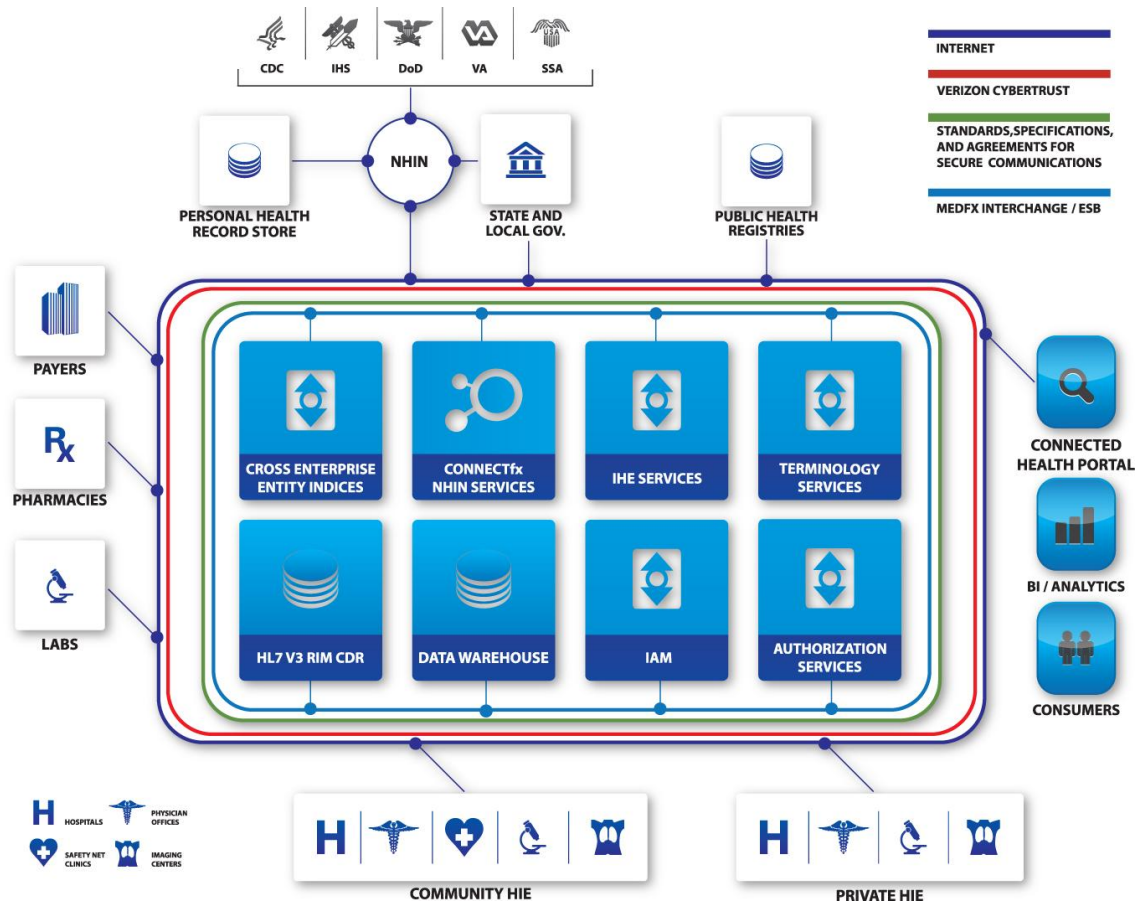 CDC
IHS
DoD
VA
SSA
VA
USA
INTERNET
VERIZON CYBERTRUST
STANDARDS,SPECIFICATIONS,
AND AGREEMENTS FOR
SECURE COMMUNICATIONS
MEDFX INTERCHANGE / ESB
NHIN
PERSONAL HEALTH
RECORD STORE
STATE AND
LOCAL GOV.
PUBLIC HEALTH
REGISTRIES
PAYERS
Rx
PHARMACIES
LABS
CROSS ENTERPRISE
ENTITY INDICES
CONNECTfx
NHIN SERVICES
IHE SERVICES
TERMINOLOGY
SERVICES
HL7 V3 RIM CDR
DATA WAREHOUSE
IAM
AUTHORIZATION
SERVICES
CONNECTED
HEALTH PORTAL
BI / ANALYTICS
CONSUMERS
H
HOSPITALS
PHYSICIAN
OFFICES
SAFETY NET
CLINICS
IMAGING
CENTERS
H
COMMUNITY HIE
H
PRIVATE HIE